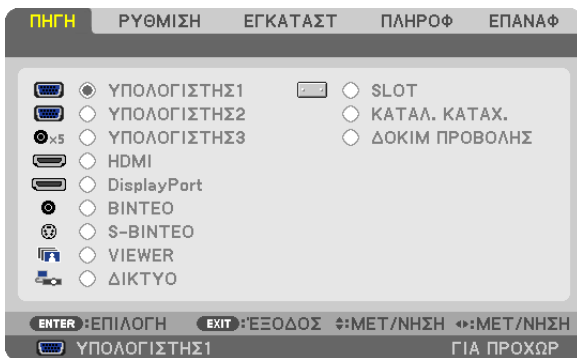 ΠΗΓΗ ΡΥΘΜΙΣΗ ΕΓΚΑΤΑΣΤ ΠΛΗΡΟΦ ΕΠΑΝΑΦ
ΥΠΟΛΟΓΙΣΤΗΣ1 SLOT
ΥΠΟΛΟΓΙΣΤΗΣ2 ΚΑΤΑΛ. ΚΑΤΑΧ.
×5 ΥΠΟΛΟΓΙΣΤΗΣ3 ΔΟΚΙΜ ΠΡΟΒΟΛΗΣ
HDMI
DisplayPort
ΒΙΝΤΕΟ
S-ΒΙΝΤΕΟ
VIEWER
ΔΙΚΤΥΟ
ENTER:ΕΠΙΛΟΓΗ EXIT:ΈΞΟΔΟΣ :ΜΕΤ/ΝΗΣΗ :ΜΕΤ/ΝΗΣΗ
ΥΠΟΛΟΓΙΣΤΗΣ1 ΓΙΑ ΠΡΟΧΩΡ